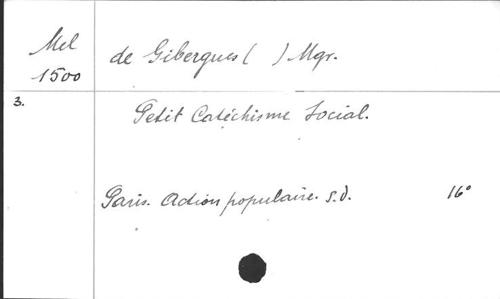 Mel
1500
de Gibergues ( ) Mgr.
3.
Petit Catéchisme Social.
Paris. Action populaire. s.d. 16°